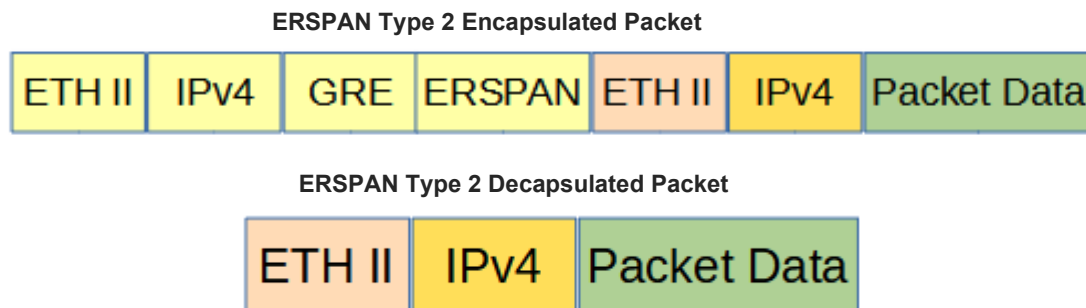 ERSPAN Type 2 Encapsulated Packet
ETH II IPv4 GRE ERSPAN ETH II IPv4 Packet Data
ERSPAN Type 2 Decapsulated Packet
ETH II IPv4 Packet Data